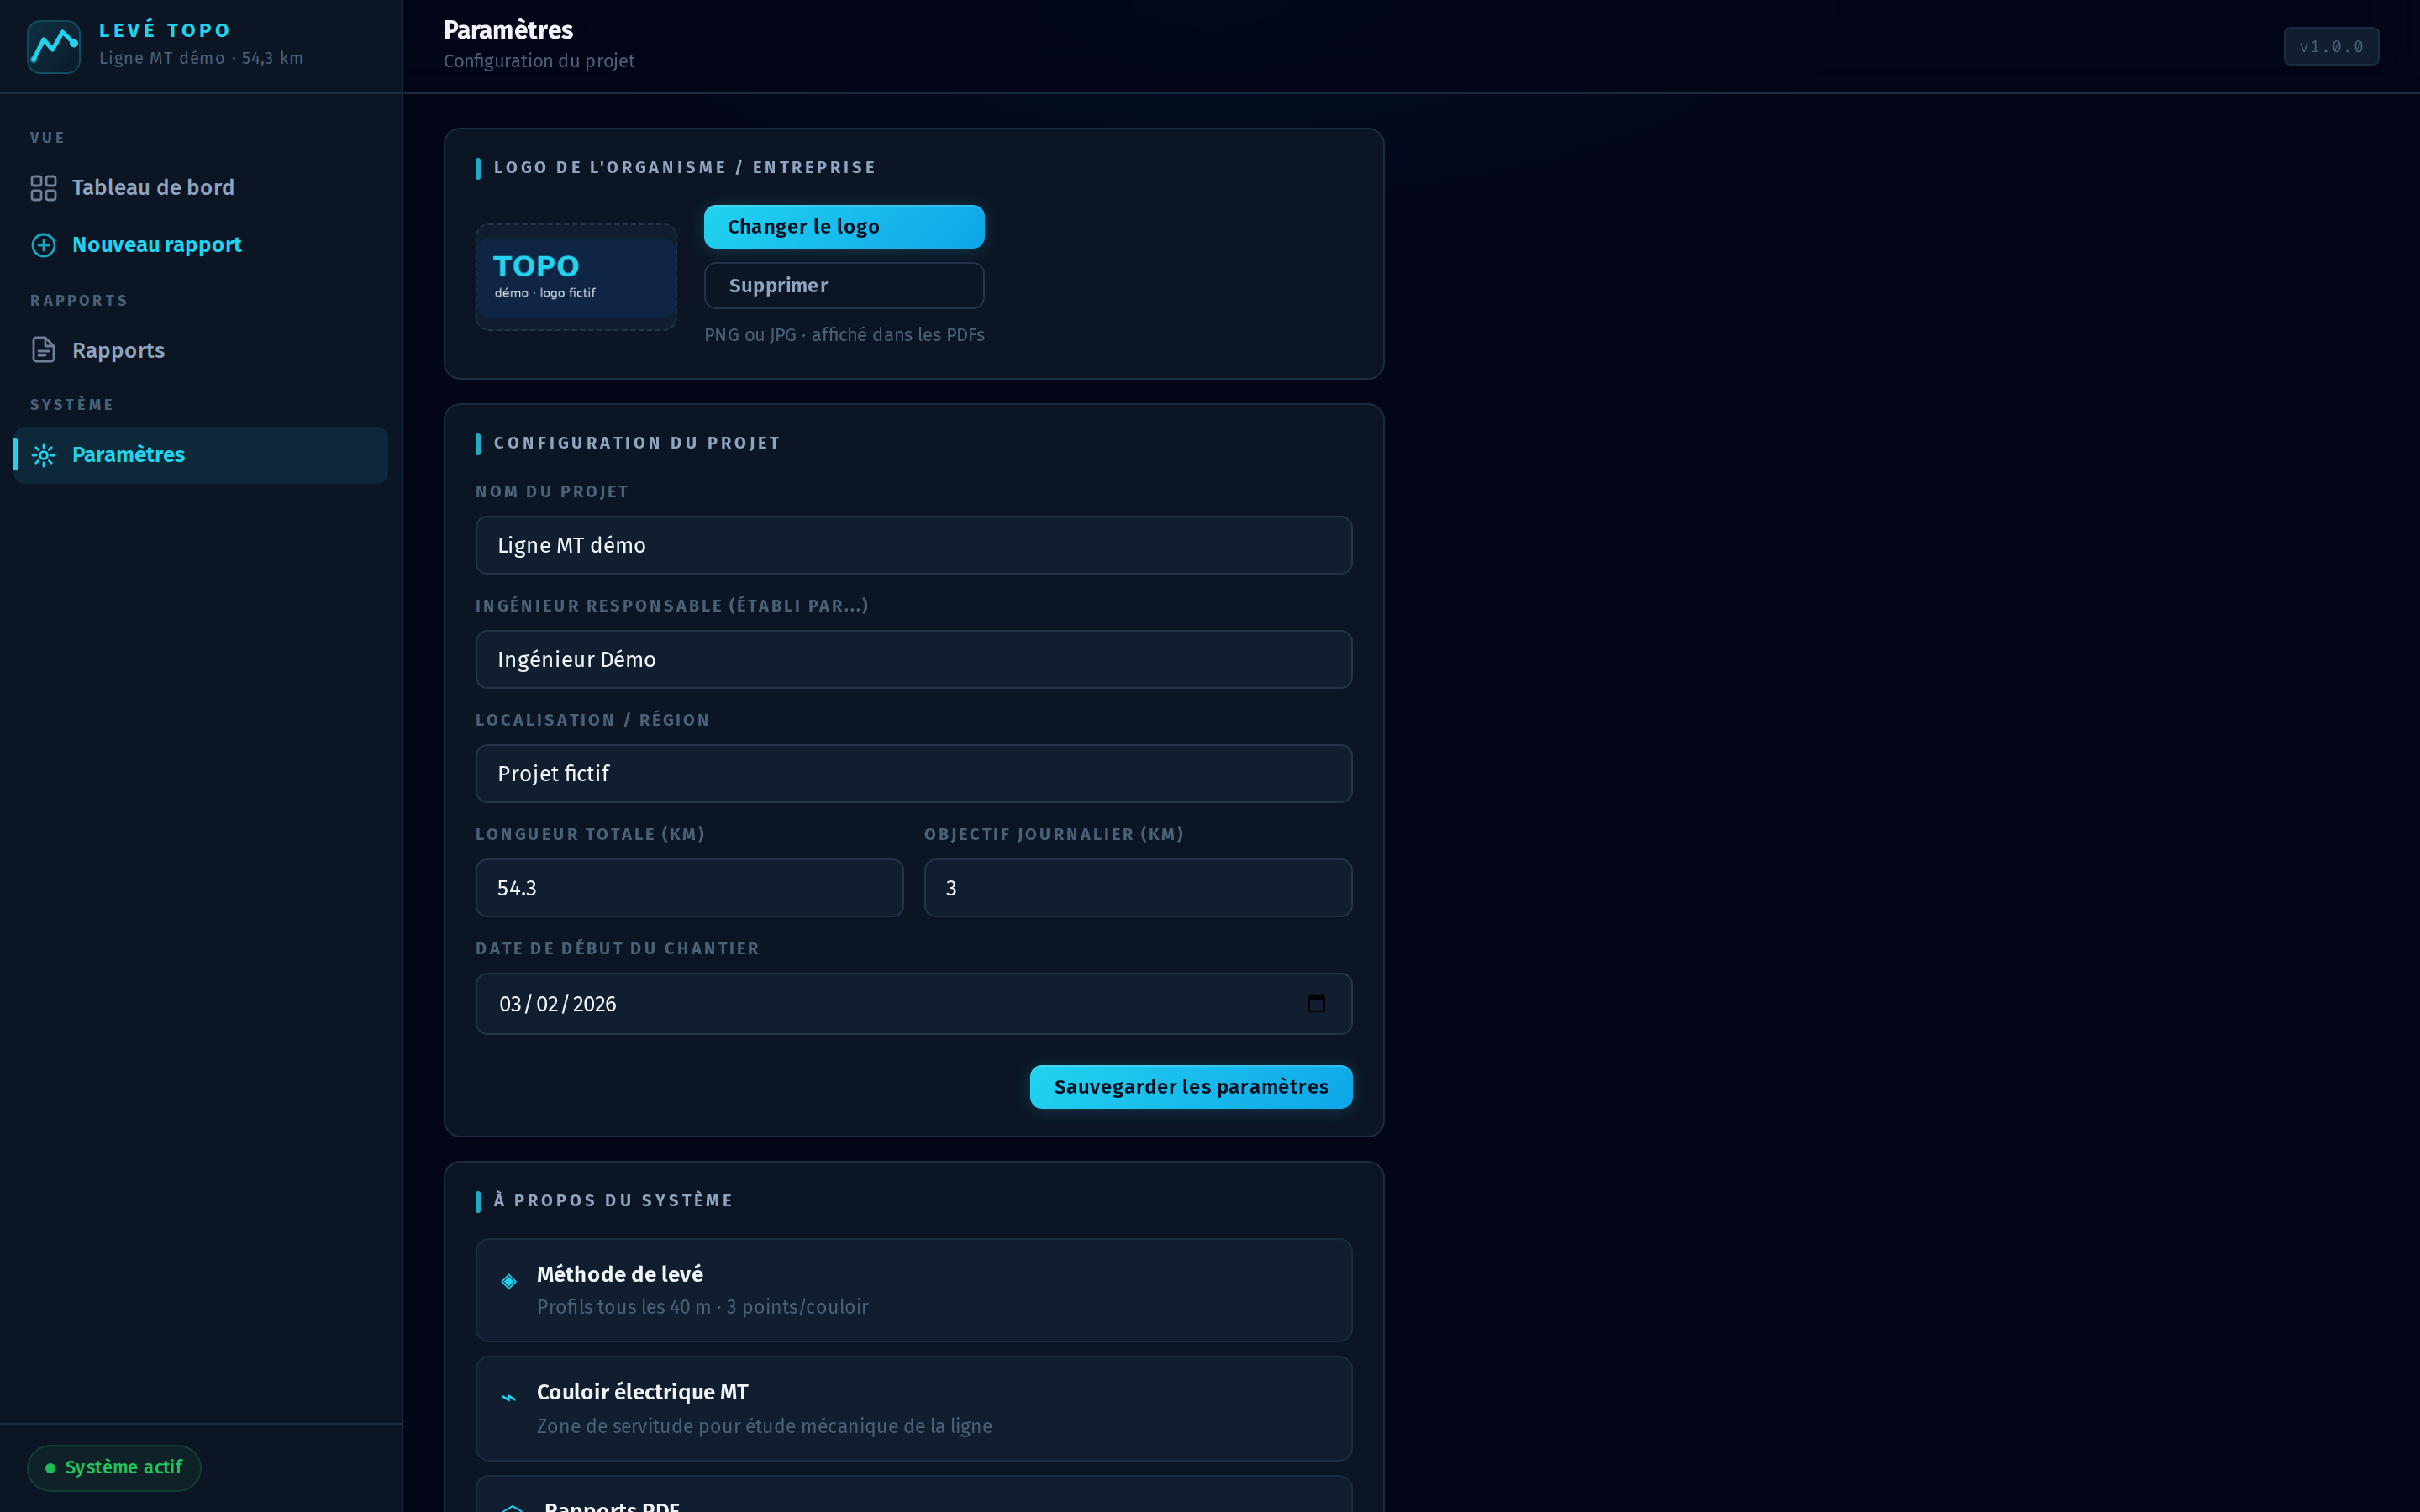 LEVÉ TOPO
Ligne MT démo · 54,3 km
VUE
Tableau de bord
Nouveau rapport
RAPPORTS
Rapports
SYSTÈME
Paramètres
Système actif
Paramètres
Configuration du projet
v1.0.0
LOGO DE L'ORGANISME / ENTREPRISE
TOPO
démo · logo fictif
Changer le logo
Supprimer
PNG ou JPG · affiché dans les PDFs
CONFIGURATION DU PROJET
NOM DU PROJET
Ligne MT démo
INGÉNIEUR RESPONSABLE (ÉTABLI PAR...)
Ingénieur Démo
LOCALISATION / RÉGION
Projet fictif
LONGUEUR TOTALE (KM)
54.3
OBJECTIF JOURNALIER (KM)
3
DATE DE DÉBUT DU CHANTIER
03/02/2026
Sauvegarder les paramètres
À PROPOS DU SYSTÈME
Méthode de levé
Profils tous les 40 m · 3 points/couloir
Couloir électrique MT
Zone de servitude pour étude mécanique de la ligne
Rapports PDF